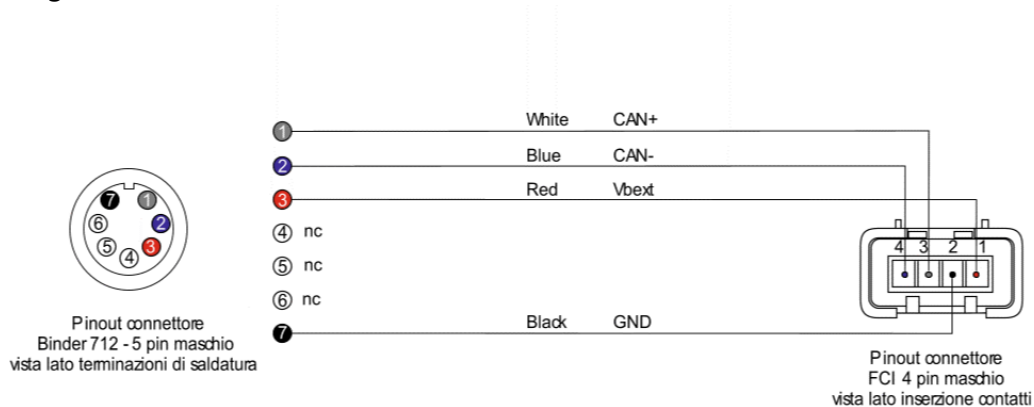 1 White CAN+
2 Blue CAN-
3 Red Vbext
4 nc
5 nc
6 nc
7 Black GND
7 1
6 2
5 4 3
4 3 2 1
Pinout connettore
Binder 712 - 5 pin maschio
vista lato terminazioni di saldatura
Pinout connettore
FCI 4 pin maschio
vista lato inserzione contatti